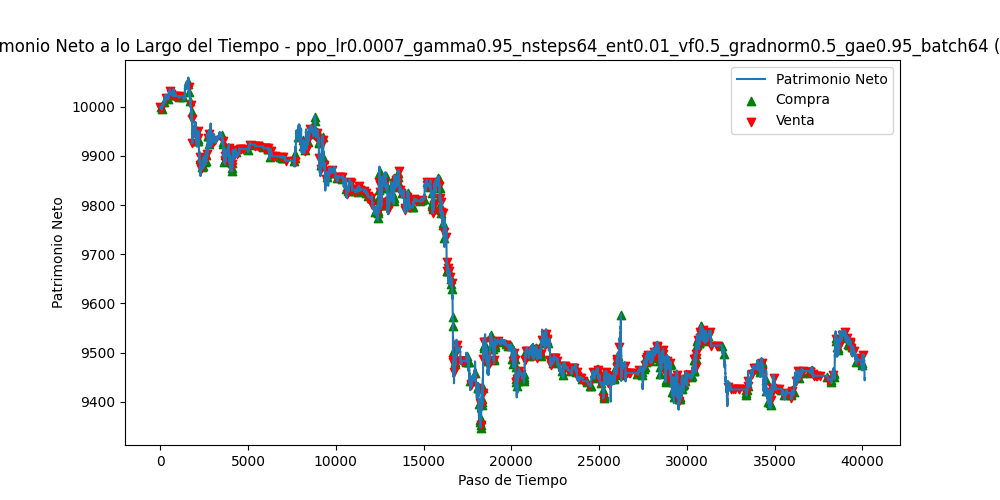 monio Neto a lo Largo del Tiempo - ppo_lr0.0007_gamma0.95_nsteps64_ent0.01_vf0.5_gradnorm0.5_gae0.95_batch64 (
Patrimonio Neto
Compra
Venta
Patrimonio Neto
10000
9900
9800
9700
9600
9500
9400
0 5000 10000 15000 20000 25000 30000 35000 40000
Paso de Tiempo